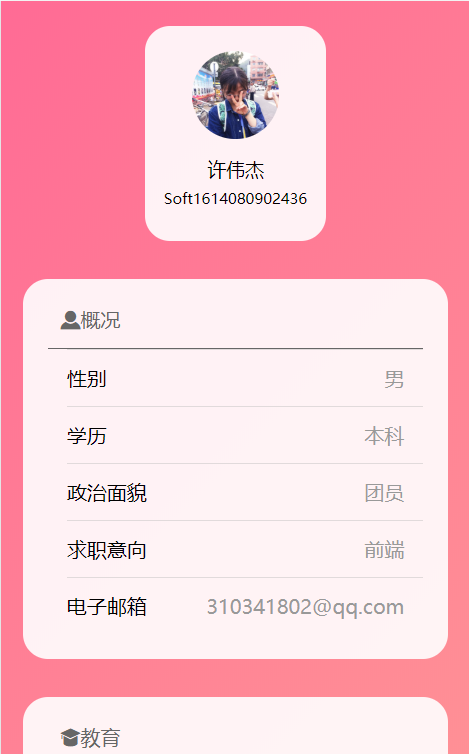 许伟杰
Soft1614080902436
概况
性别 男
学历 本科
政治面貌 团员
求职意向 前端
电子邮箱 310341802@qq.com
教育